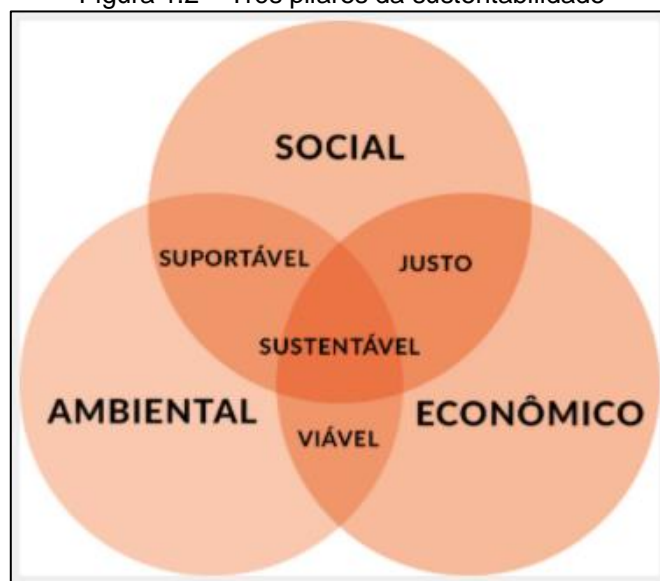 Figura 1.2 – Três pilares da sustentabilidade
SOCIAL
SUPORTÁVEL
JUSTO
SUSTENTÁVEL
AMBIENTAL
ECONÔMICO
VIÁVEL